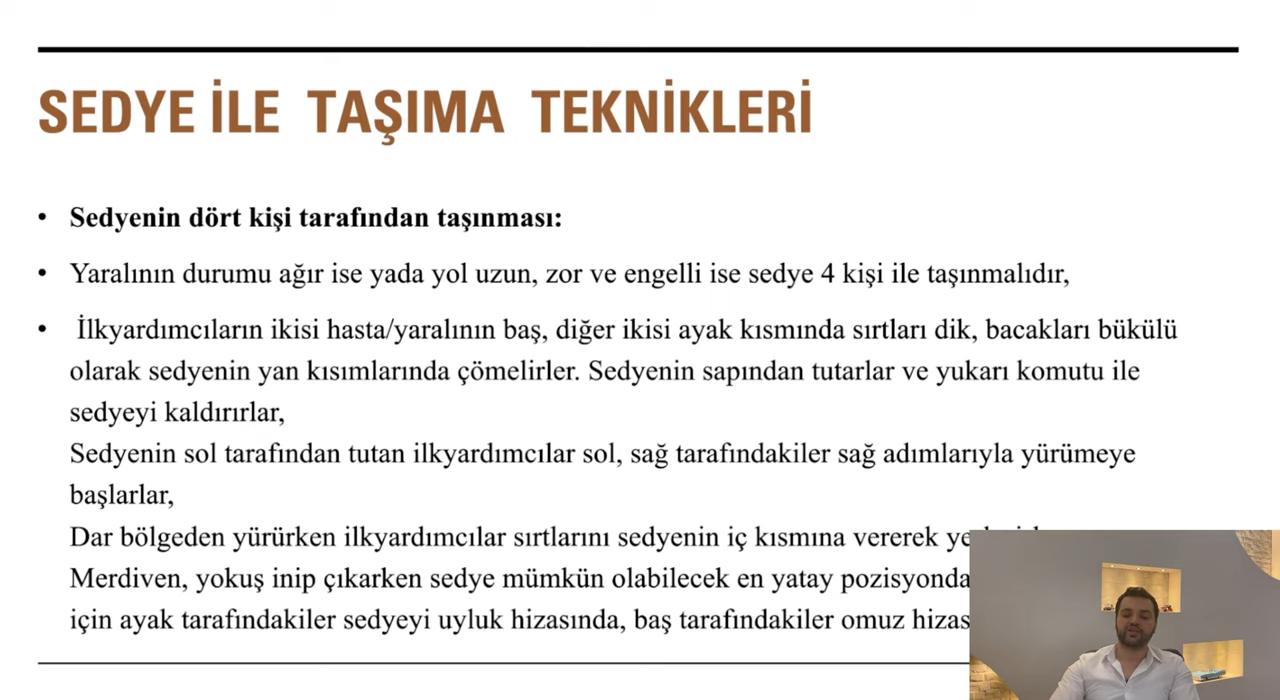 SEDYE İLE TAŞIMA TEKNİKLERİ
• Sedyenin dört kişi tarafından taşınması:
• Yaralının durumu ağır ise yada yol uzun, zor ve engelli ise sedye 4 kişi ile taşınmalıdır,
• İlkyardımcıların ikisi hasta/yaralının baş, diğer ikisi ayak kısmında sırtları dik, bacakları bükülü
olarak sedyenin yan kısımlarında çömelirler. Sedyenin sapından tutarlar ve yukarı komutu ile
sedyeyi kaldırırlar,
Sedyenin sol tarafından tutan ilkyardımcılar sol, sağ tarafındakiler sağ adımlarıyla yürümeye
başlarlar,
Dar bölgeden yürürken ilkyardımcılar sırtlarını sedyenin iç kısmına vererek
Merdiven, yokuş inip çıkarken sedye mümkün olabilecek en yatay pozisyonda
için ayak tarafındakiler sedyeyi uyluk hizasında, baş tarafındakiler omuz